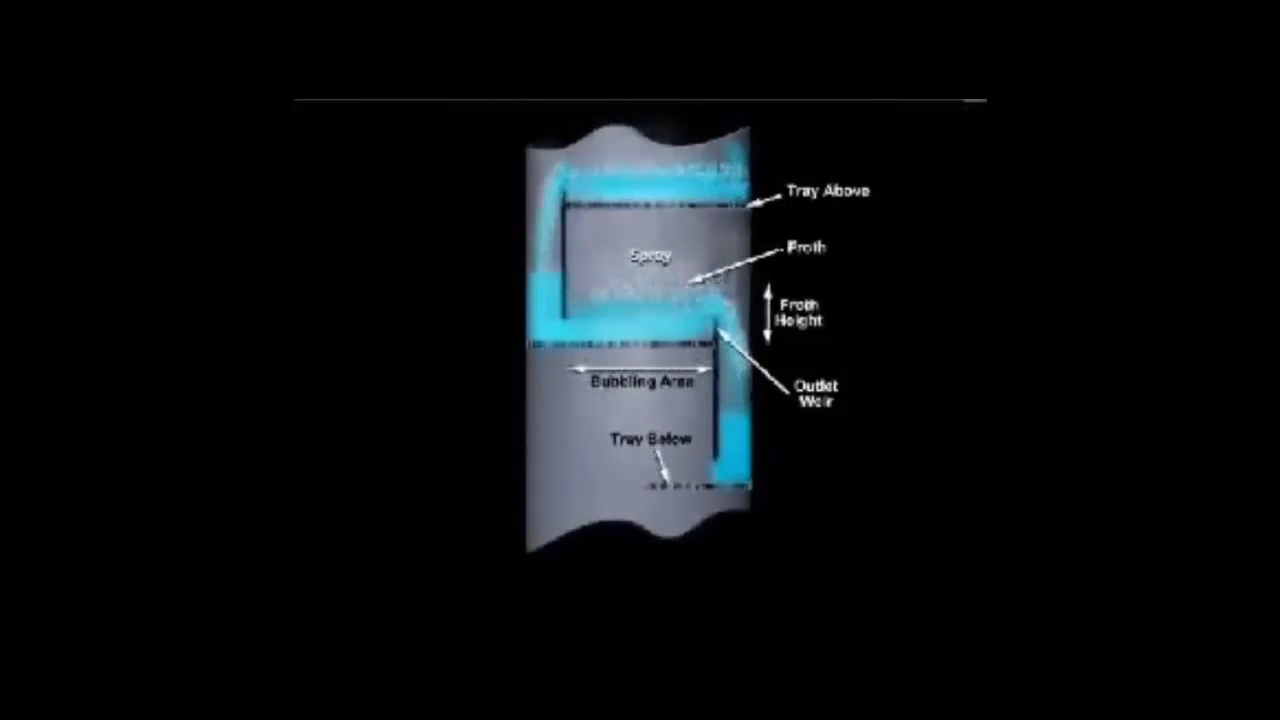 Tray Above
Froth
Spray
Froth
Height
Bubbling Area
Outlet
Weir
Tray Below